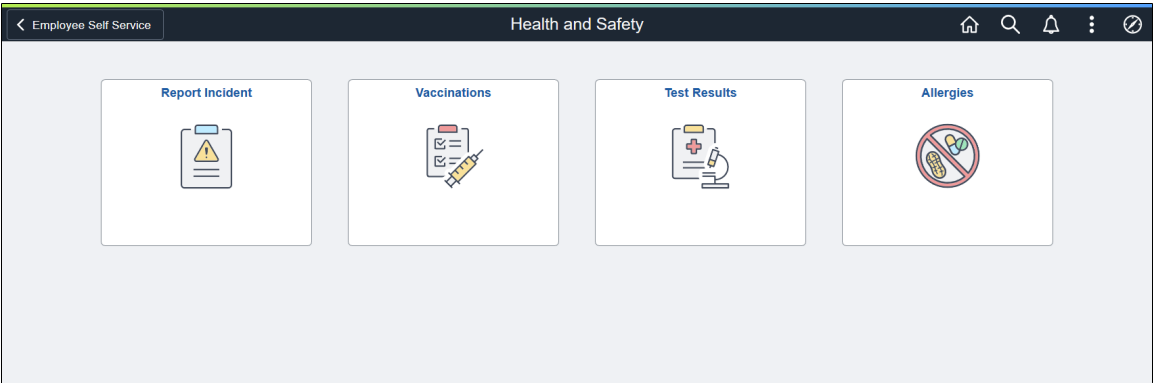 Employee Self Service
Health and Safety
Report Incident
Vaccinations
Test Results
Allergies